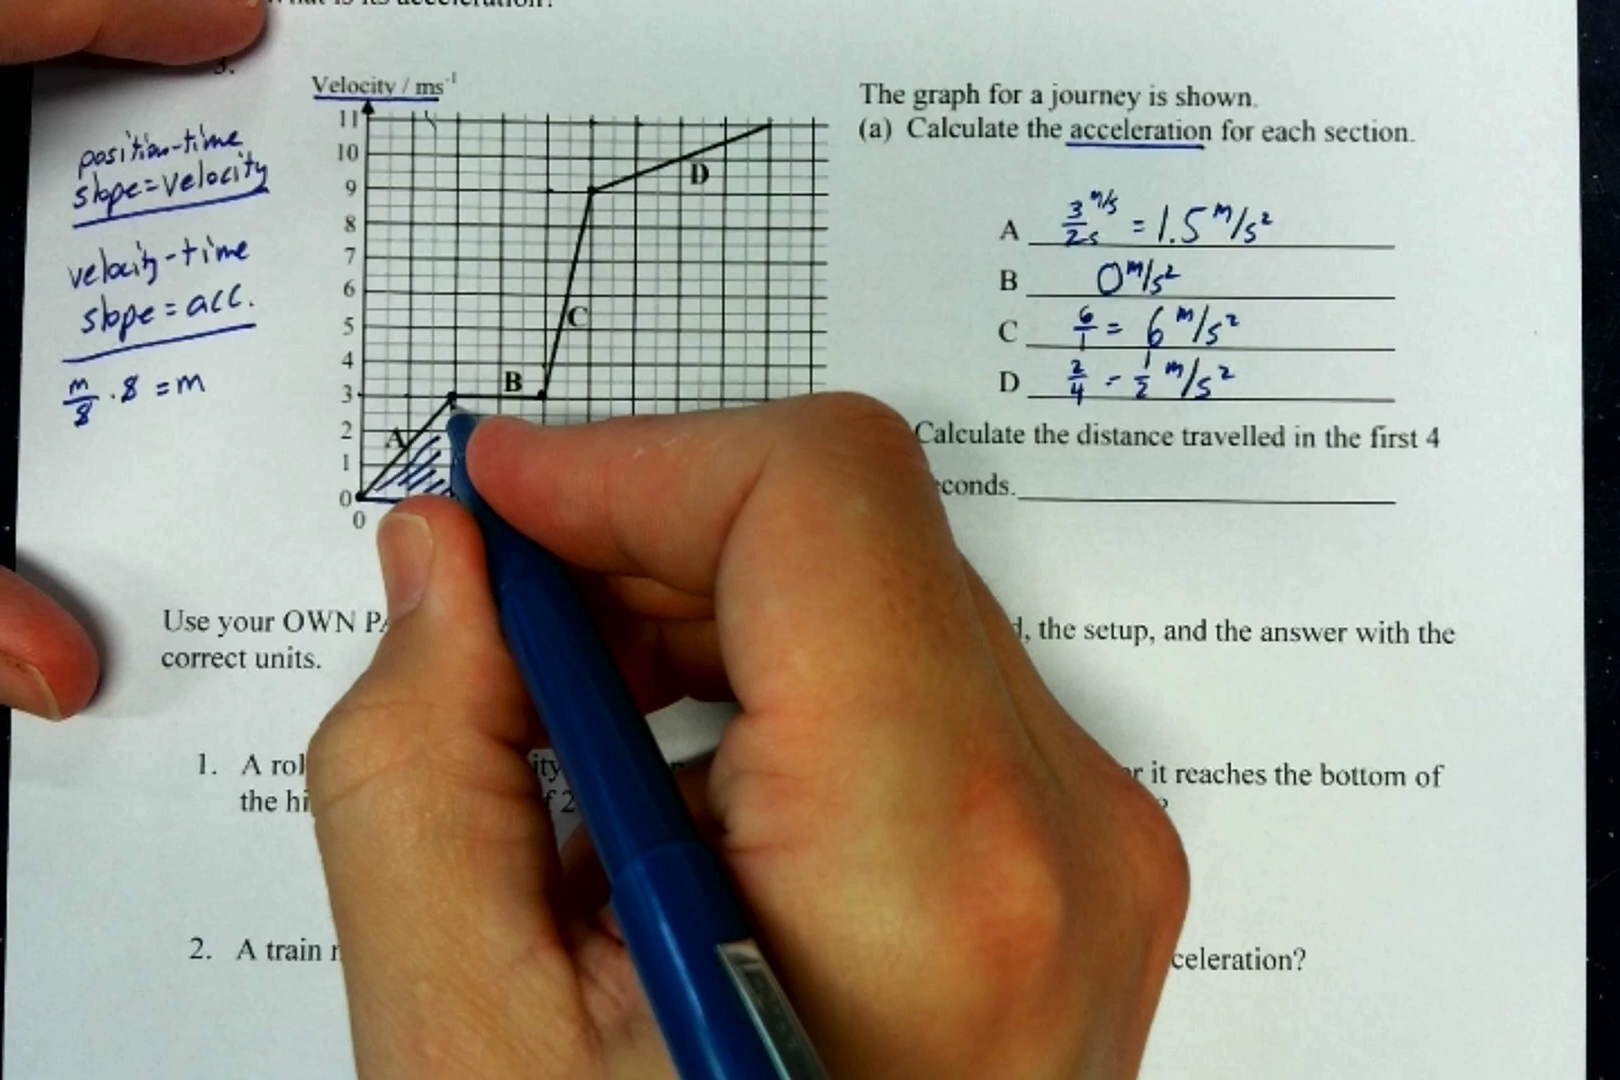 acceleration?
3.
Velocity / ms⁻¹
11
10
9
8
7
6
5
4
3
2
1
0
0
A
B
C
D
position-time
slope=velocity
velocity-time
slope=acc.
m/s · s = m
The graph for a journey is shown.
(a) Calculate the acceleration for each section.
A 3 m/s / 2s = 1.5 m/s²
B 0 m/s²
C 6/1 = 6 m/s²
D 2/4 = 1/2 m/s²
Calculate the distance travelled in the first 4
conds.
Use your OWN d, the setup, and the answer with the
correct units.
1. A rol ity r it reaches the bottom of
the hi f 2 ?
2. A train celeration?